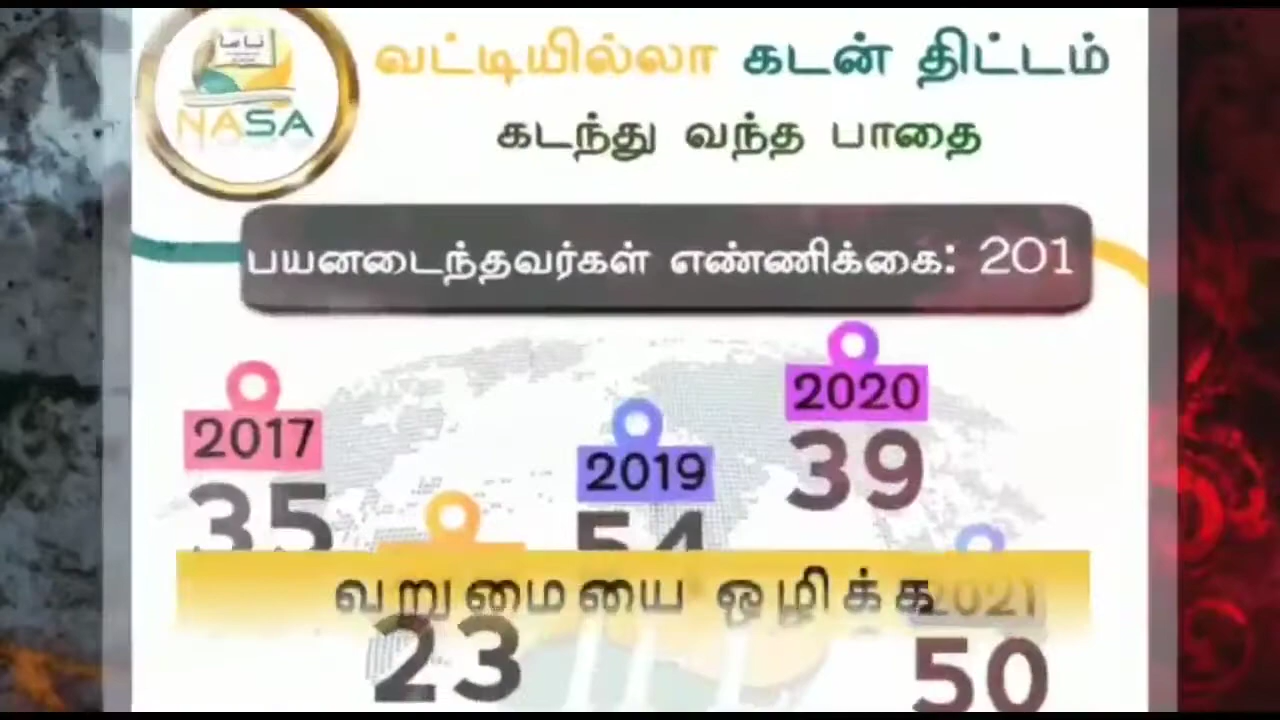 நாசா
NASA
வட்டியில்லா கடன் திட்டம்
கடந்து வந்த பாதை
பயனடைந்தவர்கள் எண்ணிக்கை: 201
2017
35
2019
54
2020
39
23
2021
50
வறுமையை ஒழிக்க